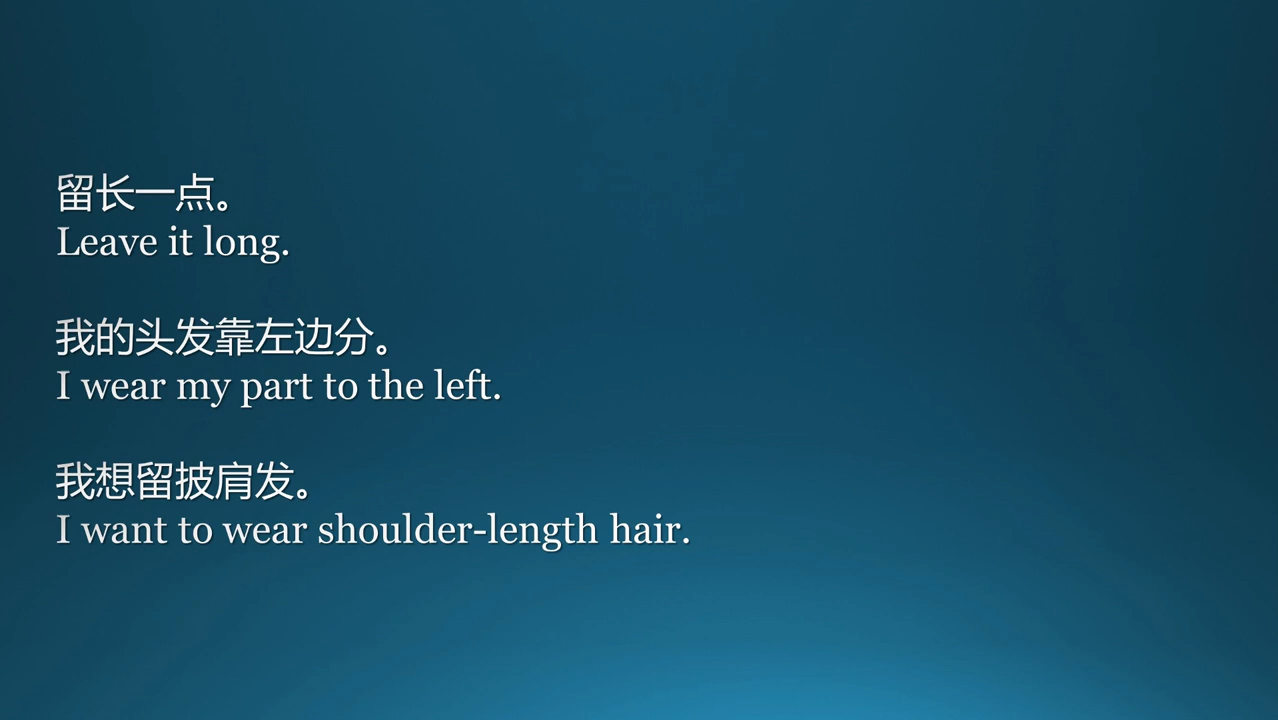 留长一点。
Leave it long.
我的头发靠左边分。
I wear my part to the left.
我想留披肩发。
I want to wear shoulder-length hair.